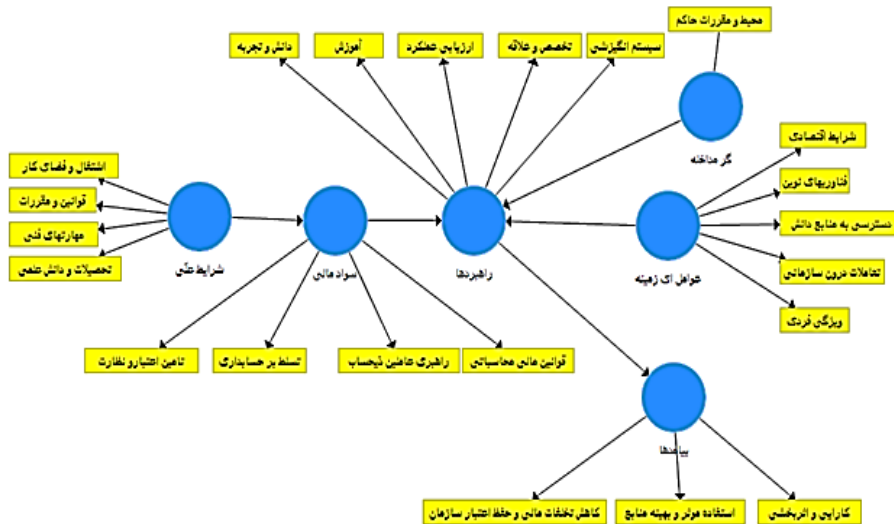 محیط و مقررات حاکم
سیستم انگیزشی
تخصص و علاقه
ارزیابی عملکرد
آموزش
دانش و تجربه
گر مداخله
شرایط اقتصادی
فناوریهای نوین
دسترسی به منابع دانش
تعاملات درون سازمانی
ویژگی فردی
عوامل ای زمینه
راهبردها
سواد مالی
شرایط علّی
اشتغال و فضای کار
قوانین و مقررات
مهارتهای فنی
تحصیلات و دانش علمی
قوانین مالی محاسباتی
راهبری عاملین ذیحساب
تسلط بر حسابداری
تامین اعتبارو نظارت
پیامدها
کارایی و اثربخشی
استفاده موثر و بهینه منابع
کاهش تخلفات مالی و حفظ اعتبار سازمان